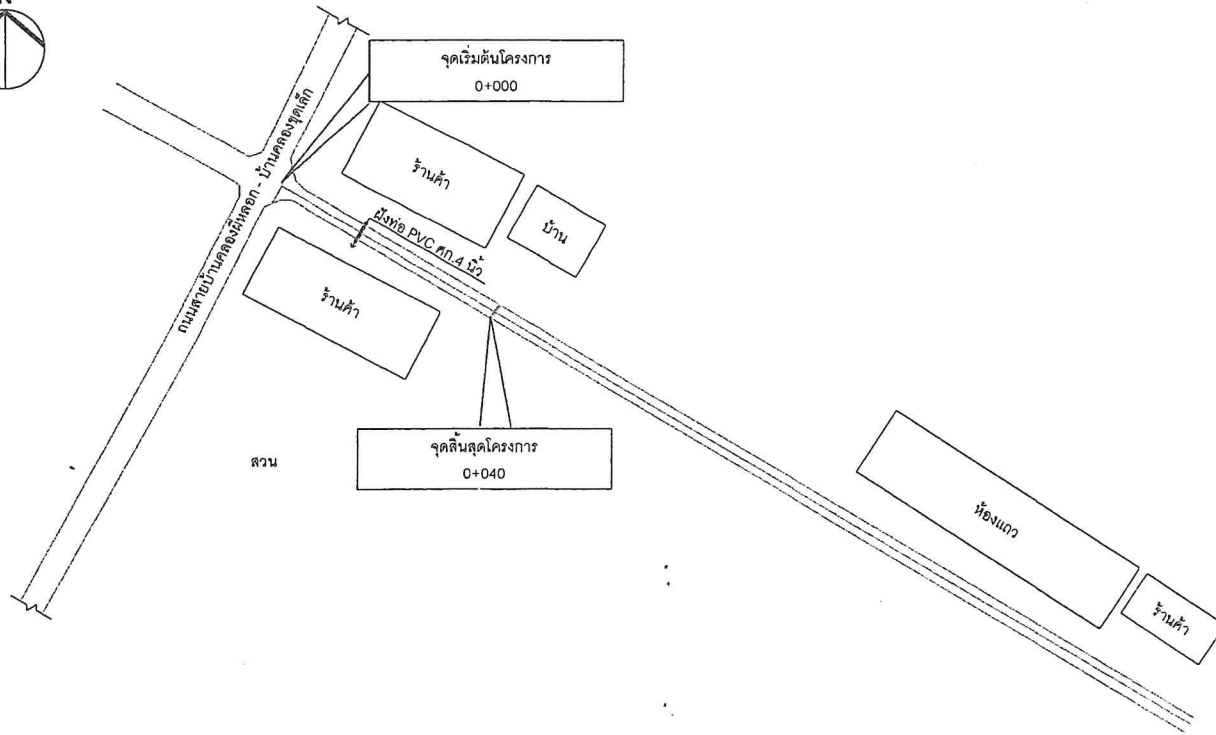 จุดเริ่มต้นโครงการ
0+000
ถนนสายบ้านคลองผีหลอก - บ้านคลองขุดเล็ก
ร้านค้า
บ้าน
ฝังท่อ PVC ศก.4 นิ้ว
ร้านค้า
จุดสิ้นสุดโครงการ
0+040
สวน
ห้องแถว
ร้านค้า